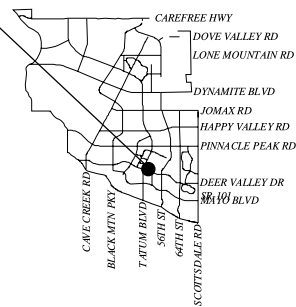 CAREFREE HWY
DOVE VALLEY RD
LONE MOUNTAIN RD
DYNAMITE BLVD
JOMAX RD
HAPPY VALLEY RD
PINNACLE PEAK RD
DEER VALLEY DR
SR-101
MAYO BLVD
CAVE CREEK RD
BLACK MTN PKY
TATUM BLVD
56TH ST
64TH ST
SCOTTSDALE RD